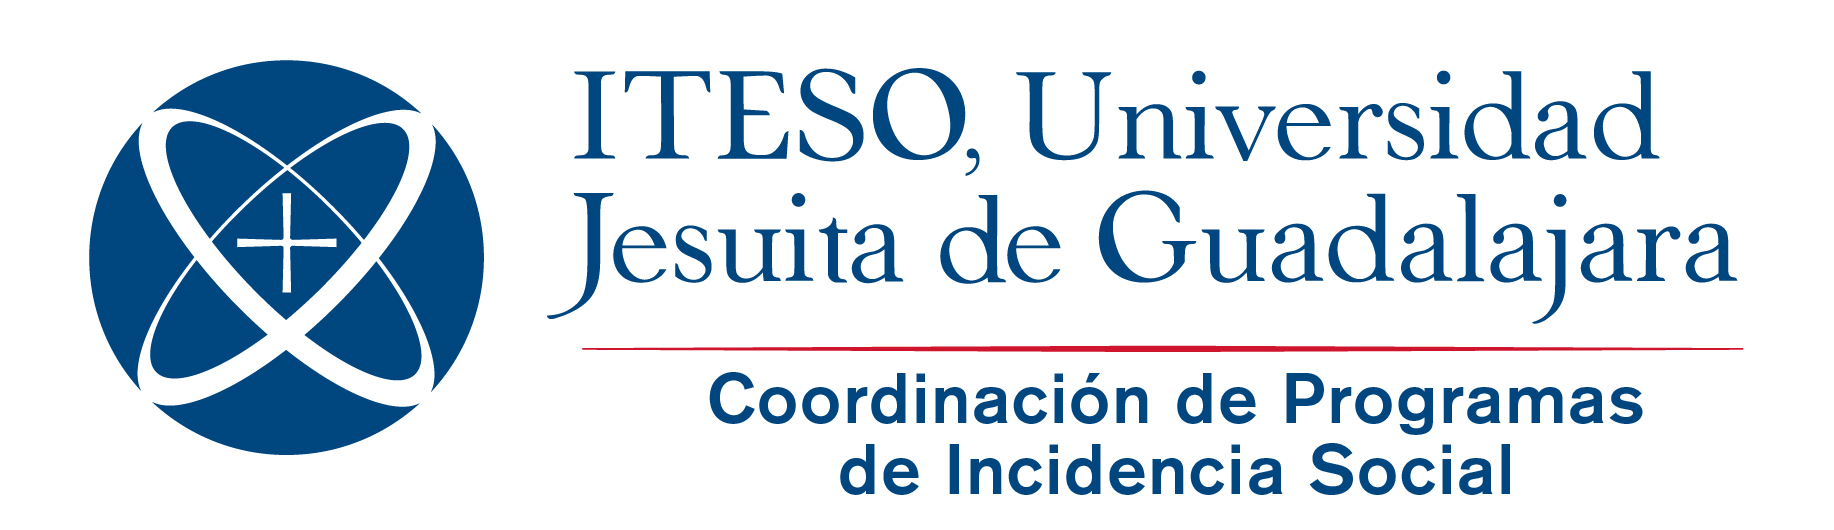 ITESO, Universidad
Jesuita de Guadalajara
Coordinación de Programas
de Incidencia Social